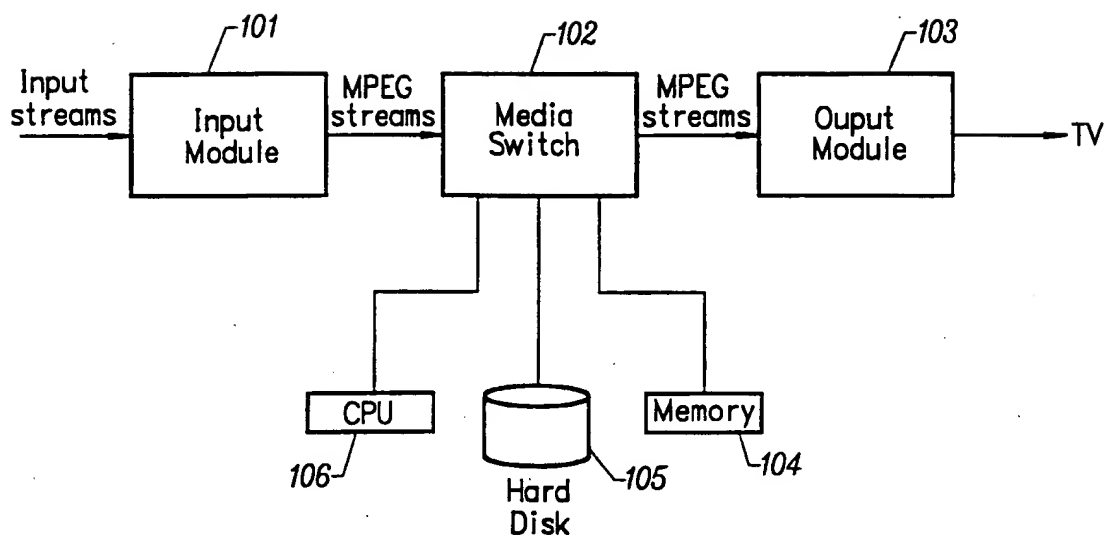 101
102
103
Input
streams
Input
Module
MPEG
streams
Media
Switch
MPEG
streams
Ouput
Module
TV
CPU
106
Hard
Disk
105
Memory
104